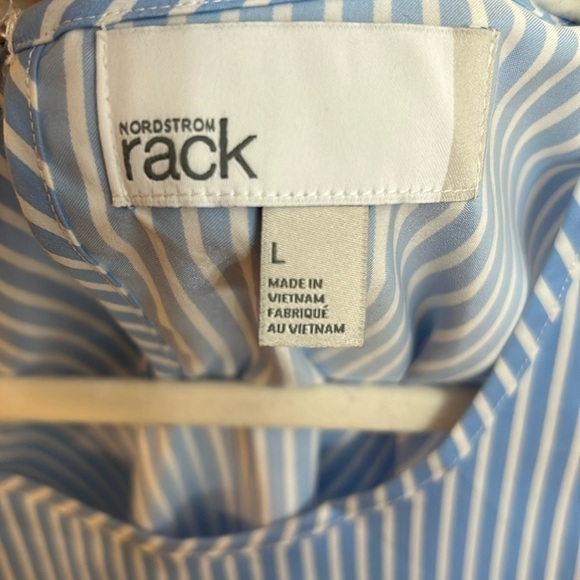 NORDSTROM
rack
L
MADE IN
VIETNAM
FABRIQUÉ
AU VIETNAM